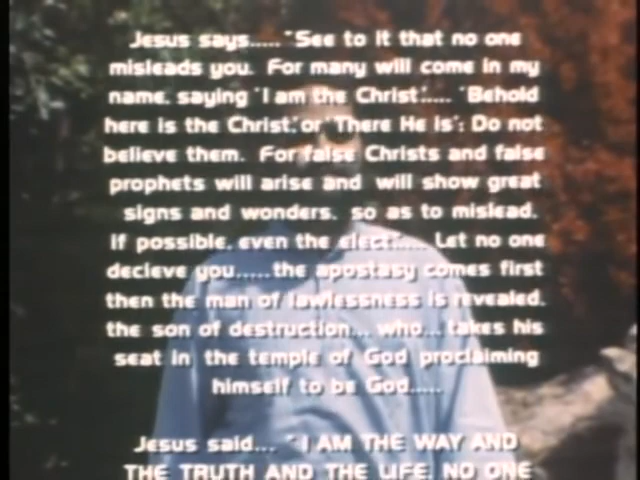 Jesus says....."See to it that no one
misleads you. For many will come in my
name, saying 'I am the Christ'.... 'Behold
here is the Christ,' or 'There He is'; Do not
believe them. For false Christs and false
prophets will arise and will show great
signs and wonders, so as to mislead,
if possible, even the elect"..... Let no one
decieve you.....the apostasy comes first
then the man of lawlessness is revealed,
the son of destruction... who... takes his
seat in the temple of God proclaiming
himself to be God.....
Jesus said... "I AM THE WAY AND
THE TRUTH AND THE LIFE, NO ONE